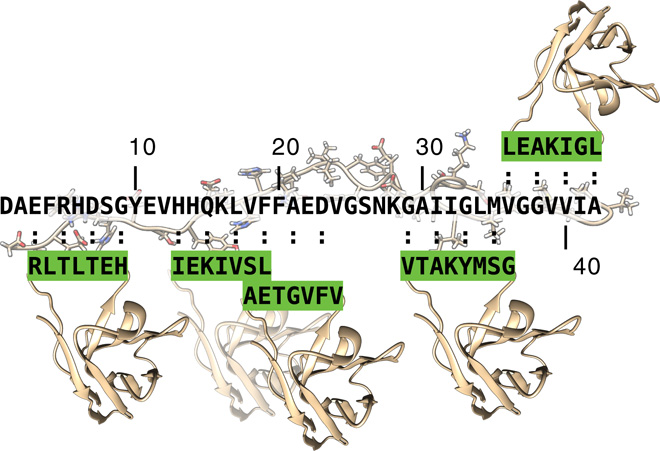 LEAKIGL
10 20 30
DAEFRHDSGYEVHHQKLVFFAEDVGSNKGAIIGLMVGGVVIA
40
RLTLTEH IEKIVSL VTAKYMSG
AETGVFV